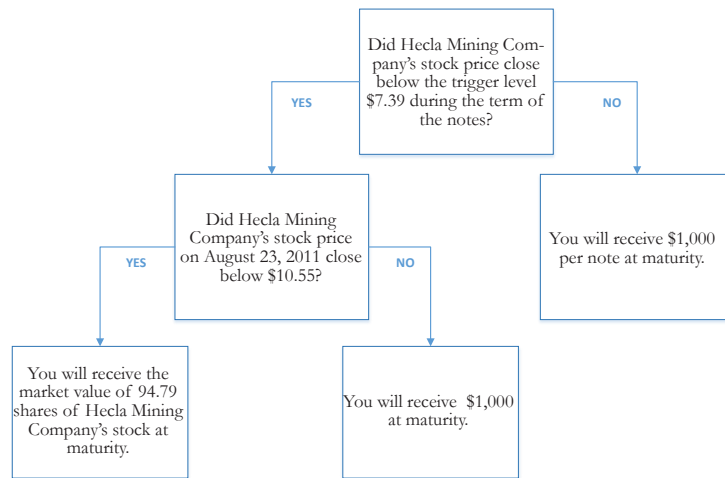 Did Hecla Mining Com-
pany's stock price close
below the trigger level
$7.39 during the term of
the notes?
YES
NO
Did Hecla Mining
Company's stock price
on August 23, 2011 close
below $10.55?
You will receive $1,000
per note at maturity.
YES
NO
You will receive the
market value of 94.79
shares of Hecla Mining
Company's stock at
maturity.
You will receive $1,000
at maturity.